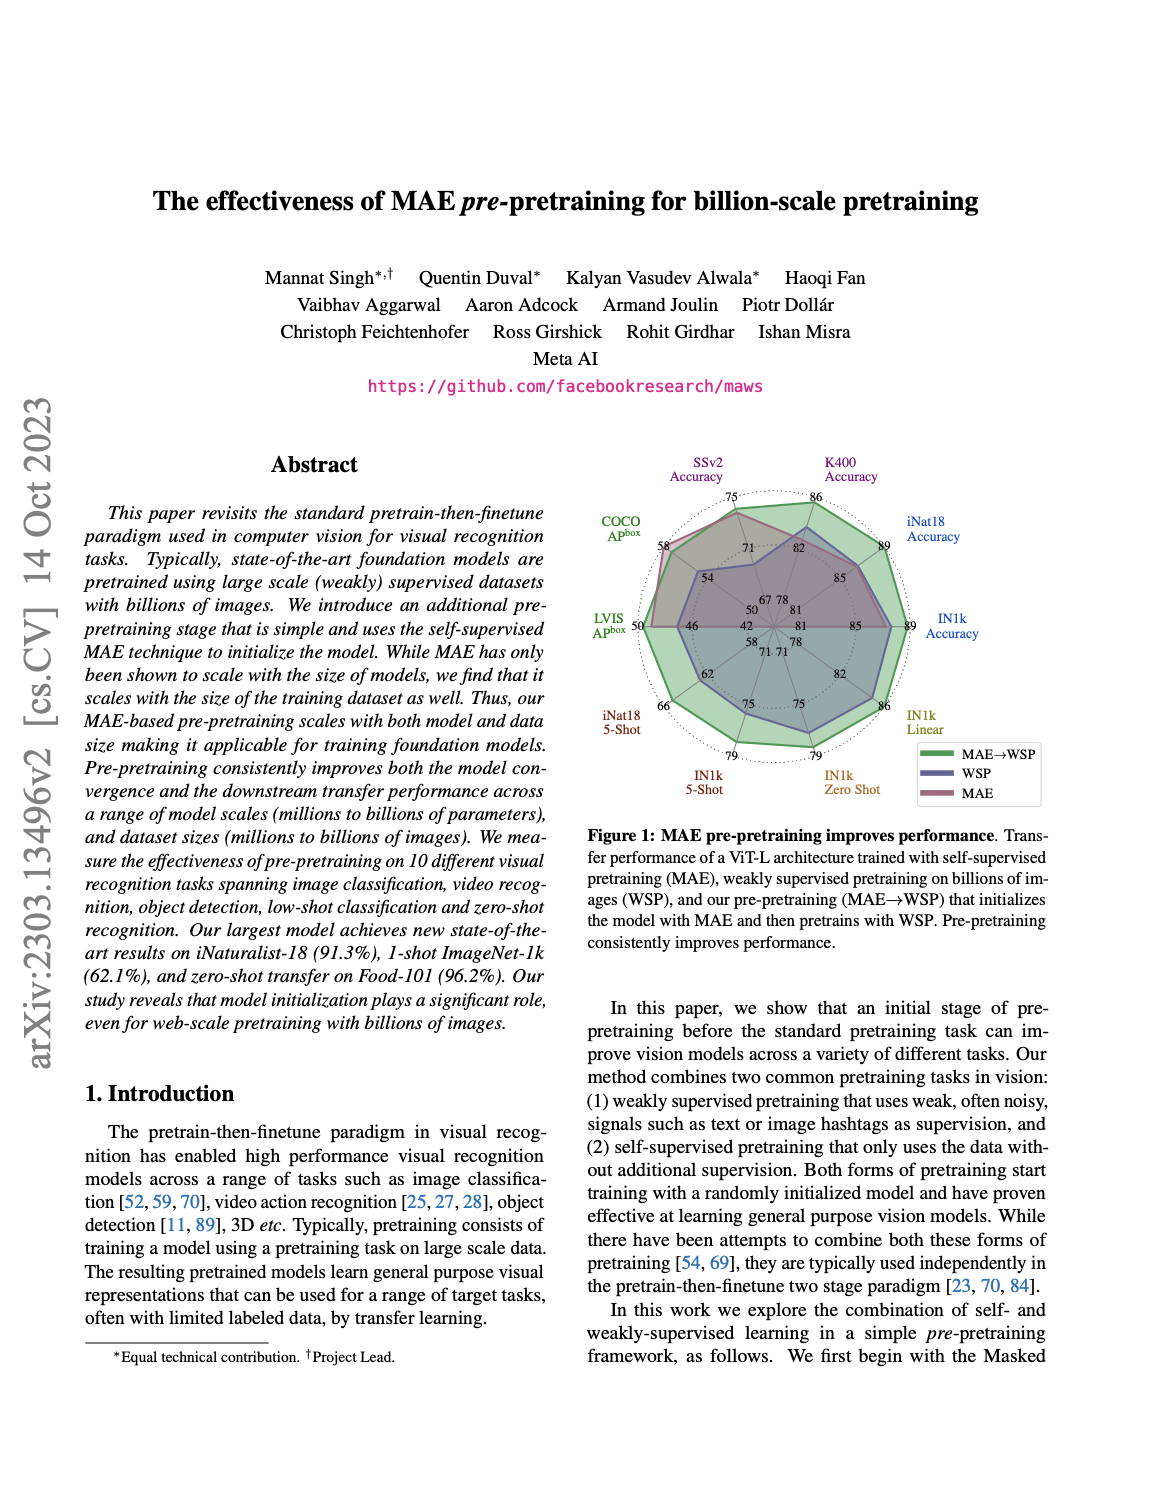 The effectiveness of MAE pre-pretraining for billion-scale pretraining
Mannat Singh*,† Quentin Duval* Kalyan Vasudev Alwala* Haoqi Fan
Vaibhav Aggarwal Aaron Adcock Armand Joulin Piotr Dollár
Christoph Feichtenhofer Ross Girshick Rohit Girdhar Ishan Misra
Meta AI
https://github.com/facebookresearch/maws
arXiv:2303.13496v2 [cs.CV] 14 Oct 2023
Abstract
This paper revisits the standard pretrain-then-finetune
paradigm used in computer vision for visual recognition
tasks. Typically, state-of-the-art foundation models are
pretrained using large scale (weakly) supervised datasets
with billions of images. We introduce an additional pre-
pretraining stage that is simple and uses the self-supervised
MAE technique to initialize the model. While MAE has only
been shown to scale with the size of models, we find that it
scales with the size of the training dataset as well. Thus, our
MAE-based pre-pretraining scales with both model and data
size making it applicable for training foundation models.
Pre-pretraining consistently improves both the model con-
vergence and the downstream transfer performance across
a range of model scales (millions to billions of parameters),
and dataset sizes (millions to billions of images). We mea-
sure the effectiveness of pre-pretraining on 10 different visual
recognition tasks spanning image classification, video recog-
nition, object detection, low-shot classification and zero-shot
recognition. Our largest model achieves new state-of-the-
art results on iNaturalist-18 (91.3%), 1-shot ImageNet-1k
(62.1%), and zero-shot transfer on Food-101 (96.2%). Our
study reveals that model initialization plays a significant role,
even for web-scale pretraining with billions of images.
1. Introduction
The pretrain-then-finetune paradigm in visual recog-
nition has enabled high performance visual recognition
models across a range of tasks such as image classifica-
tion [52, 59, 70], video action recognition [25, 27, 28], object
detection [11, 89], 3D etc. Typically, pretraining consists of
training a model using a pretraining task on large scale data.
The resulting pretrained models learn general purpose visual
representations that can be used for a range of target tasks,
often with limited labeled data, by transfer learning.
*Equal technical contribution. †Project Lead.
SSv2
Accuracy
K400
Accuracy
75
86
COCO
APbox
iNat18
Accuracy
58
71
82
89
54
85
67 78
50
81
LVIS
APbox
IN1k
Accuracy
50
46
42
81
85
89
58
78
71 71
62
82
66
75
75
86
iNat18
5-Shot
IN1k
Linear
79
79
IN1k
5-Shot
IN1k
Zero Shot
MAE→WSP
WSP
MAE
Figure 1: MAE pre-pretraining improves performance. Trans-
fer performance of a ViT-L architecture trained with self-supervised
pretraining (MAE), weakly supervised pretraining on billions of im-
ages (WSP), and our pre-pretraining (MAE→WSP) that initializes
the model with MAE and then pretrains with WSP. Pre-pretraining
consistently improves performance.
In this paper, we show that an initial stage of pre-
pretraining before the standard pretraining task can im-
prove vision models across a variety of different tasks. Our
method combines two common pretraining tasks in vision:
(1) weakly supervised pretraining that uses weak, often noisy,
signals such as text or image hashtags as supervision, and
(2) self-supervised pretraining that only uses the data with-
out additional supervision. Both forms of pretraining start
training with a randomly initialized model and have proven
effective at learning general purpose vision models. While
there have been attempts to combine both these forms of
pretraining [54, 69], they are typically used independently in
the pretrain-then-finetune two stage paradigm [23, 70, 84].
In this work we explore the combination of self- and
weakly-supervised learning in a simple pre-pretraining
framework, as follows. We first begin with the Masked